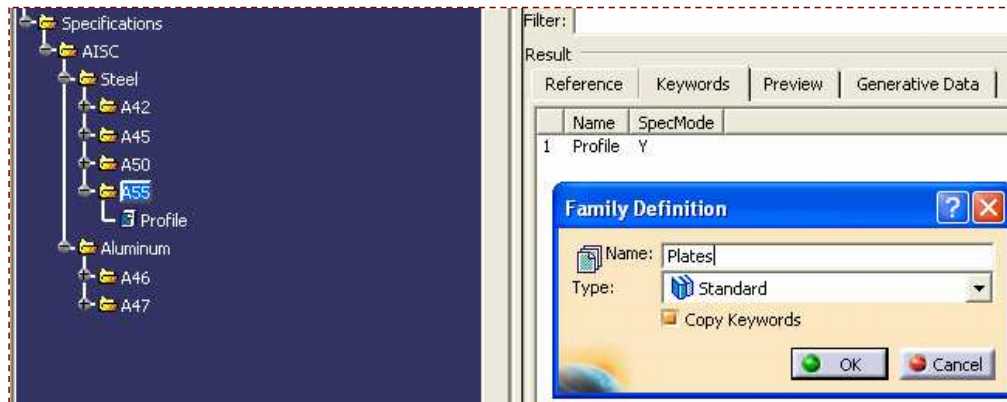 Specifications
AISC
Steel
A42
A45
A50
A55
Profile
Aluminum
A46
A47
Filter:
Result
Reference Keywords Preview Generative Data
Name SpecMode
1 Profile Y
Family Definition
Name: Plates
Type: Standard
Copy Keywords
OK Cancel